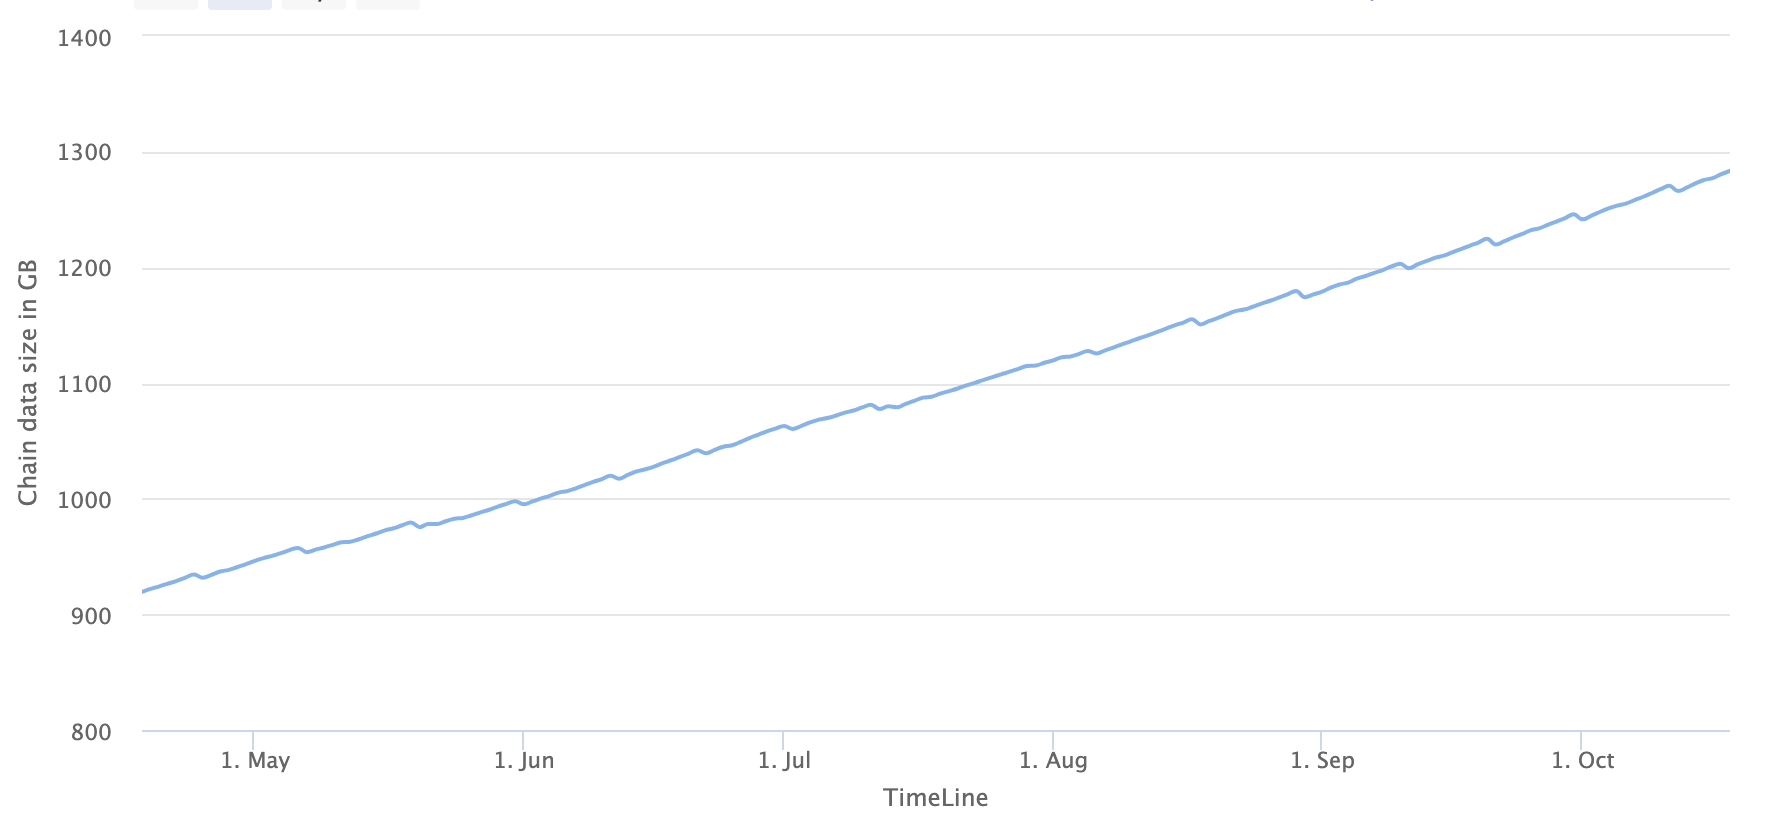 1400
1300
1200
1100
1000
900
800
Chain data size in GB
1. May
1. Jun
1. Jul
1. Aug
1. Sep
1. Oct
TimeLine